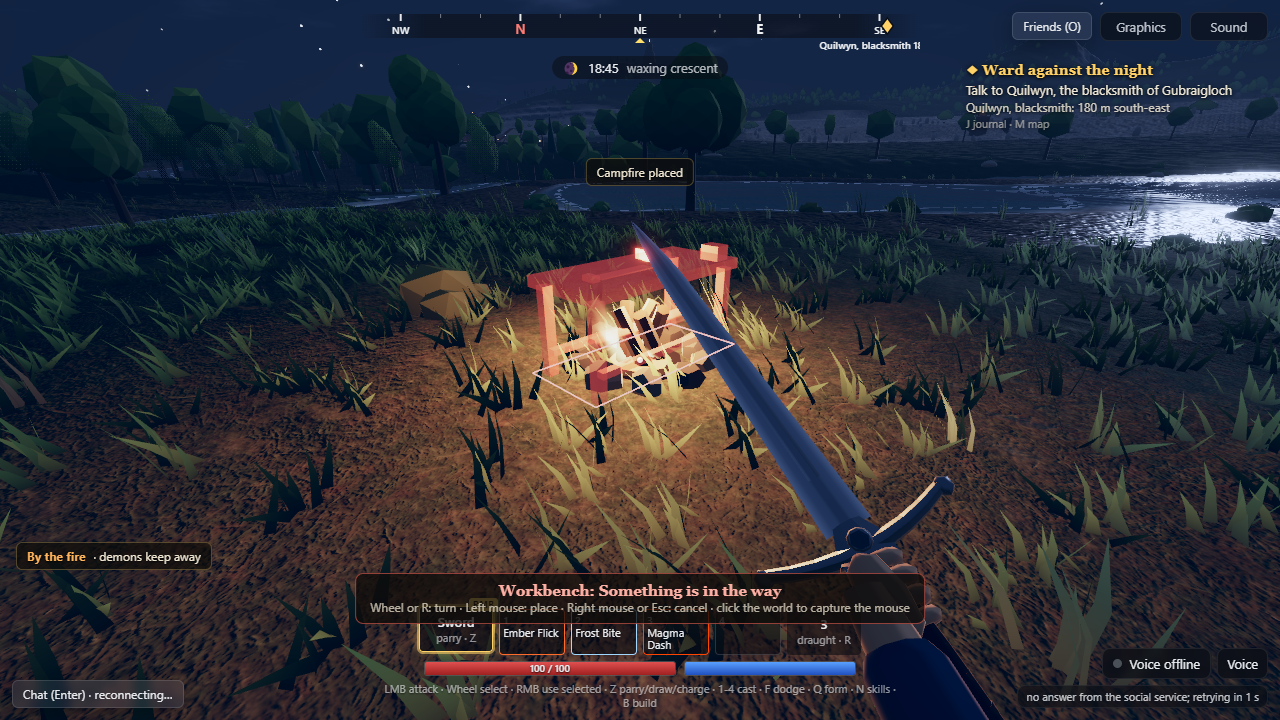 NW
N
NE
E
SE
Quilwyn, blacksmith
18:45 waxing crescent
Friends (O)
Graphics
Sound
Ward against the night
Talk to Quilwyn, the blacksmith of Gubraigloch
Quilwyn, blacksmith: 180 m south-east
J journal · M map
Campfire placed
By the fire · demons keep away
Workbench: Something is in the way
Wheel or R: turn · Left mouse: place · Right mouse or Esc: cancel · click the world to capture the mouse
Sword
parry · Z
Ember Flick
Frost Bite
Magma
Dash
3
draught · R
100 / 100
LMB attack · Wheel select · RMB use selected · Z parry/draw/charge · 1-4 cast · F dodge · Q form · N skills ·
B build
Chat (Enter) · reconnecting...
Voice offline
Voice
no answer from the social service; retrying in 1 s